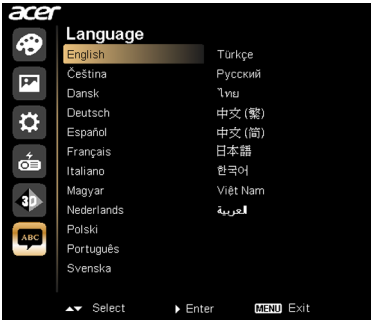 acer
Language
English
Čeština
Dansk
Deutsch
Español
Français
Italiano
Magyar
Nederlands
Polski
Português
Svenska
Türkçe
Русский
ไทย
中文 (繁)
中文 (简)
日本語
한국어
Việt Nam
العربية
3D
ABC
Select
Enter
MENU Exit